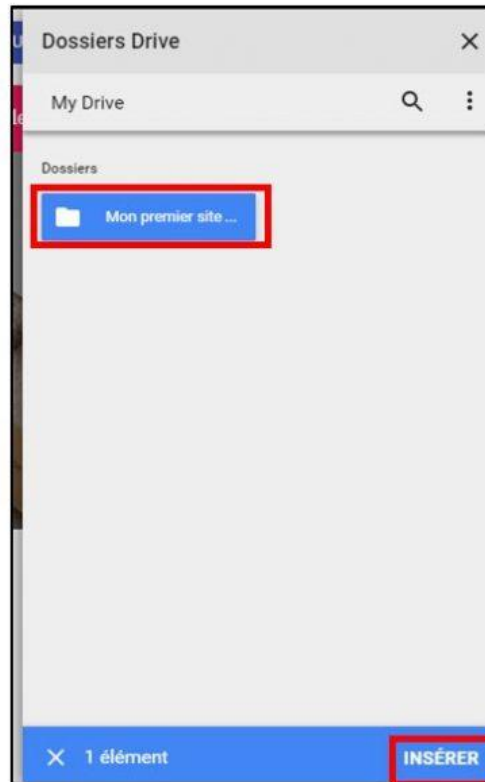 Dossiers Drive
My Drive
Dossiers
Mon premier site ...
1 élément
INSÉRER